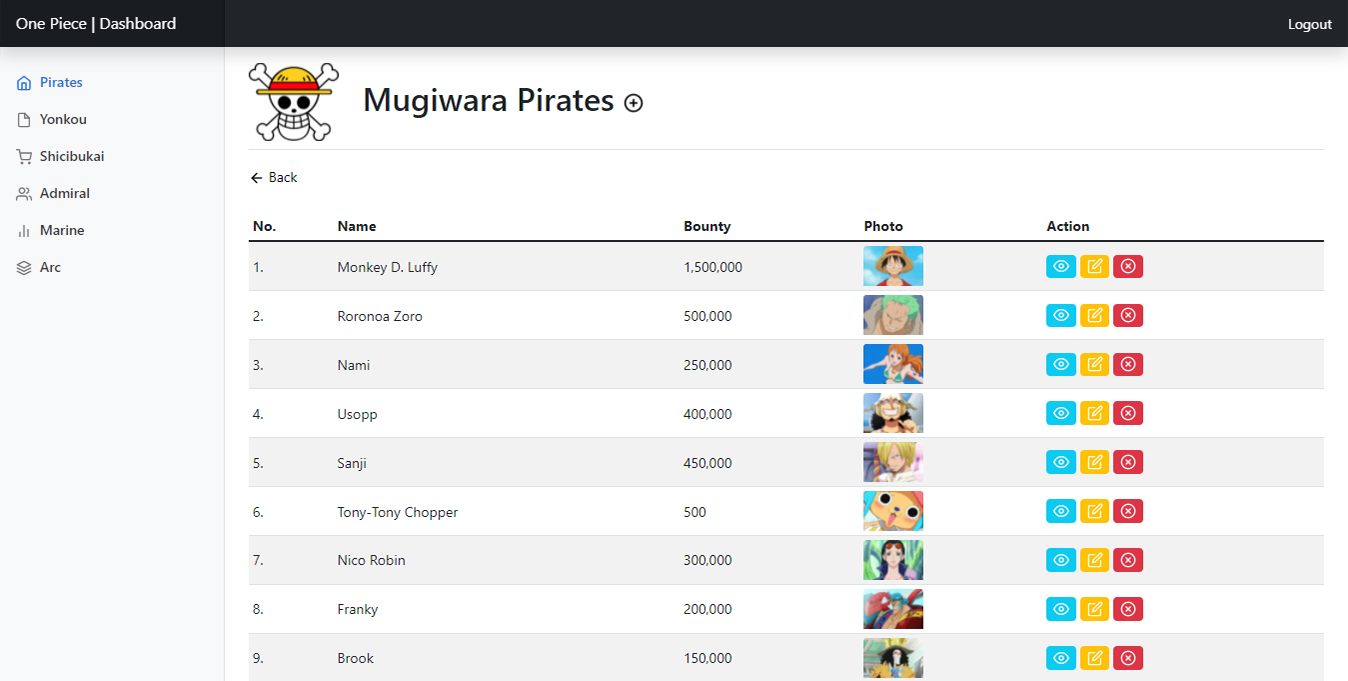 One Piece | Dashboard
Logout
Pirates
Yonkou
Shicibukai
Admiral
Marine
Arc
Mugiwara Pirates
Back
No. Name Bounty Photo Action
1. Monkey D. Luffy 1,500,000
2. Roronoa Zoro 500,000
3. Nami 250,000
4. Usopp 400,000
5. Sanji 450,000
6. Tony-Tony Chopper 500
7. Nico Robin 300,000
8. Franky 200,000
9. Brook 150,000